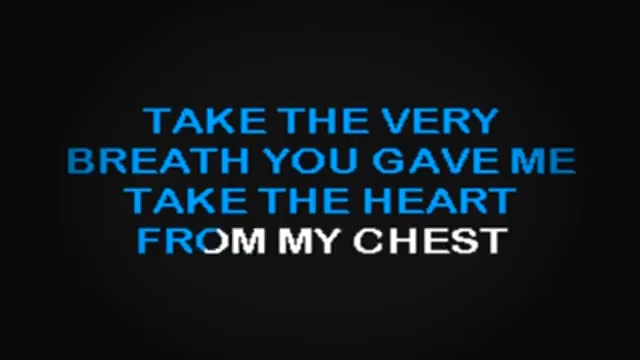 TAKE THE VERY
BREATH YOU GAVE ME
TAKE THE HEART
FROM MY CHEST